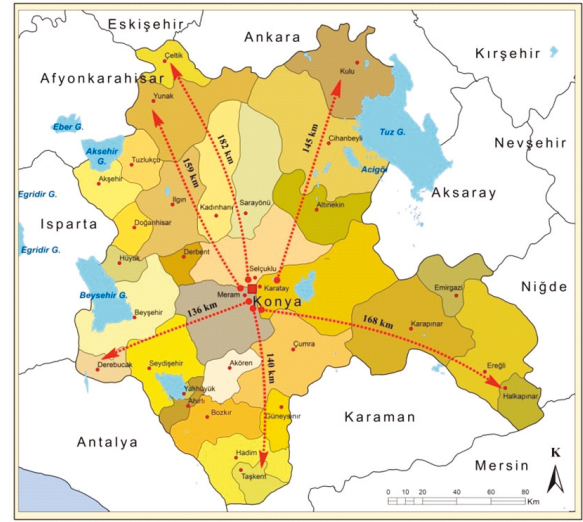 Eskişehir
Ankara
Çeltik
Kırşehir
Afyonkarahisar
Kulu
Yunak
Eber G.
182 km
145 km
Tuz G.
Cihanbeyli
Nevşehir
Akşehir
G.
Tuzlukçu
159 km
Acigöl
Akşehir
Aksaray
Egridir G.
Ilgın
Kadınhanı
Sarayönü
Altınekin
Isparta
Doğanhisar
Egridir G.
Hüyük
Derbent
Selçuklu
Beyşehir G.
Meram
Karatay
Emirgazi
Niğde
Konya
136 km
Beyşehir
168 km
Karapınar
Çumra
140 km
Derebucak
Seydişehir
Akören
Ereğli
Yalıhüyük
Halkapınar
Ahırlı
Bozkır
Güneysınır
Karaman
Antalya
Hadim
Taşkent
Mersin
K
0 10 20 40 60 80
Km